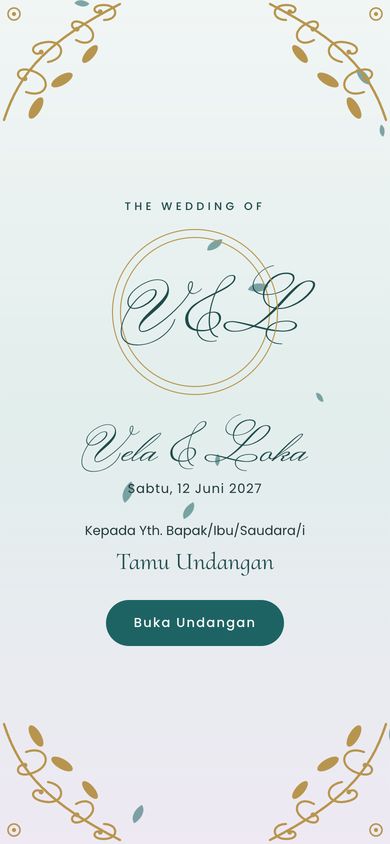 THE WEDDING OF
V&L
Vela & Loka
Sabtu, 12 Juni 2027
Kepada Yth. Bapak/Ibu/Saudara/i
Tamu Undangan
Buka Undangan